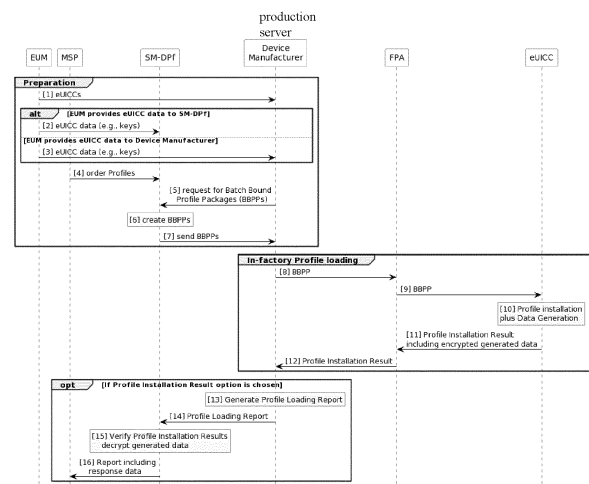 production
server
EUM
MSP
SM-DPf
Device
Manufacturer
FPA
eUICC
Preparation
[1] eUICCs
alt
[EUM provides eUICC data to SM-DPf]
[2] eUICC data (e.g., keys)
[EUM provides eUICC data to Device Manufacturer]
[3] eUICC data (e.g., keys)
[4] order Profiles
[5] request for Batch Bound
Profile Packages (BBPPs)
[6] create BBPPs
[7] send BBPPs
In-factory Profile loading
[8] BBPP
[9] BBPP
[10] Profile installation
plus Data Generation
[11] Profile Installation Result
including encrypted generated data
[12] Profile Installation Result
opt
[If Profile Installation Result option is chosen]
[13] Generate Profile Loading Report
[14] Profile Loading Report
[15] Verify Profile Installation Results
decrypt generated data
[16] Report including
response data